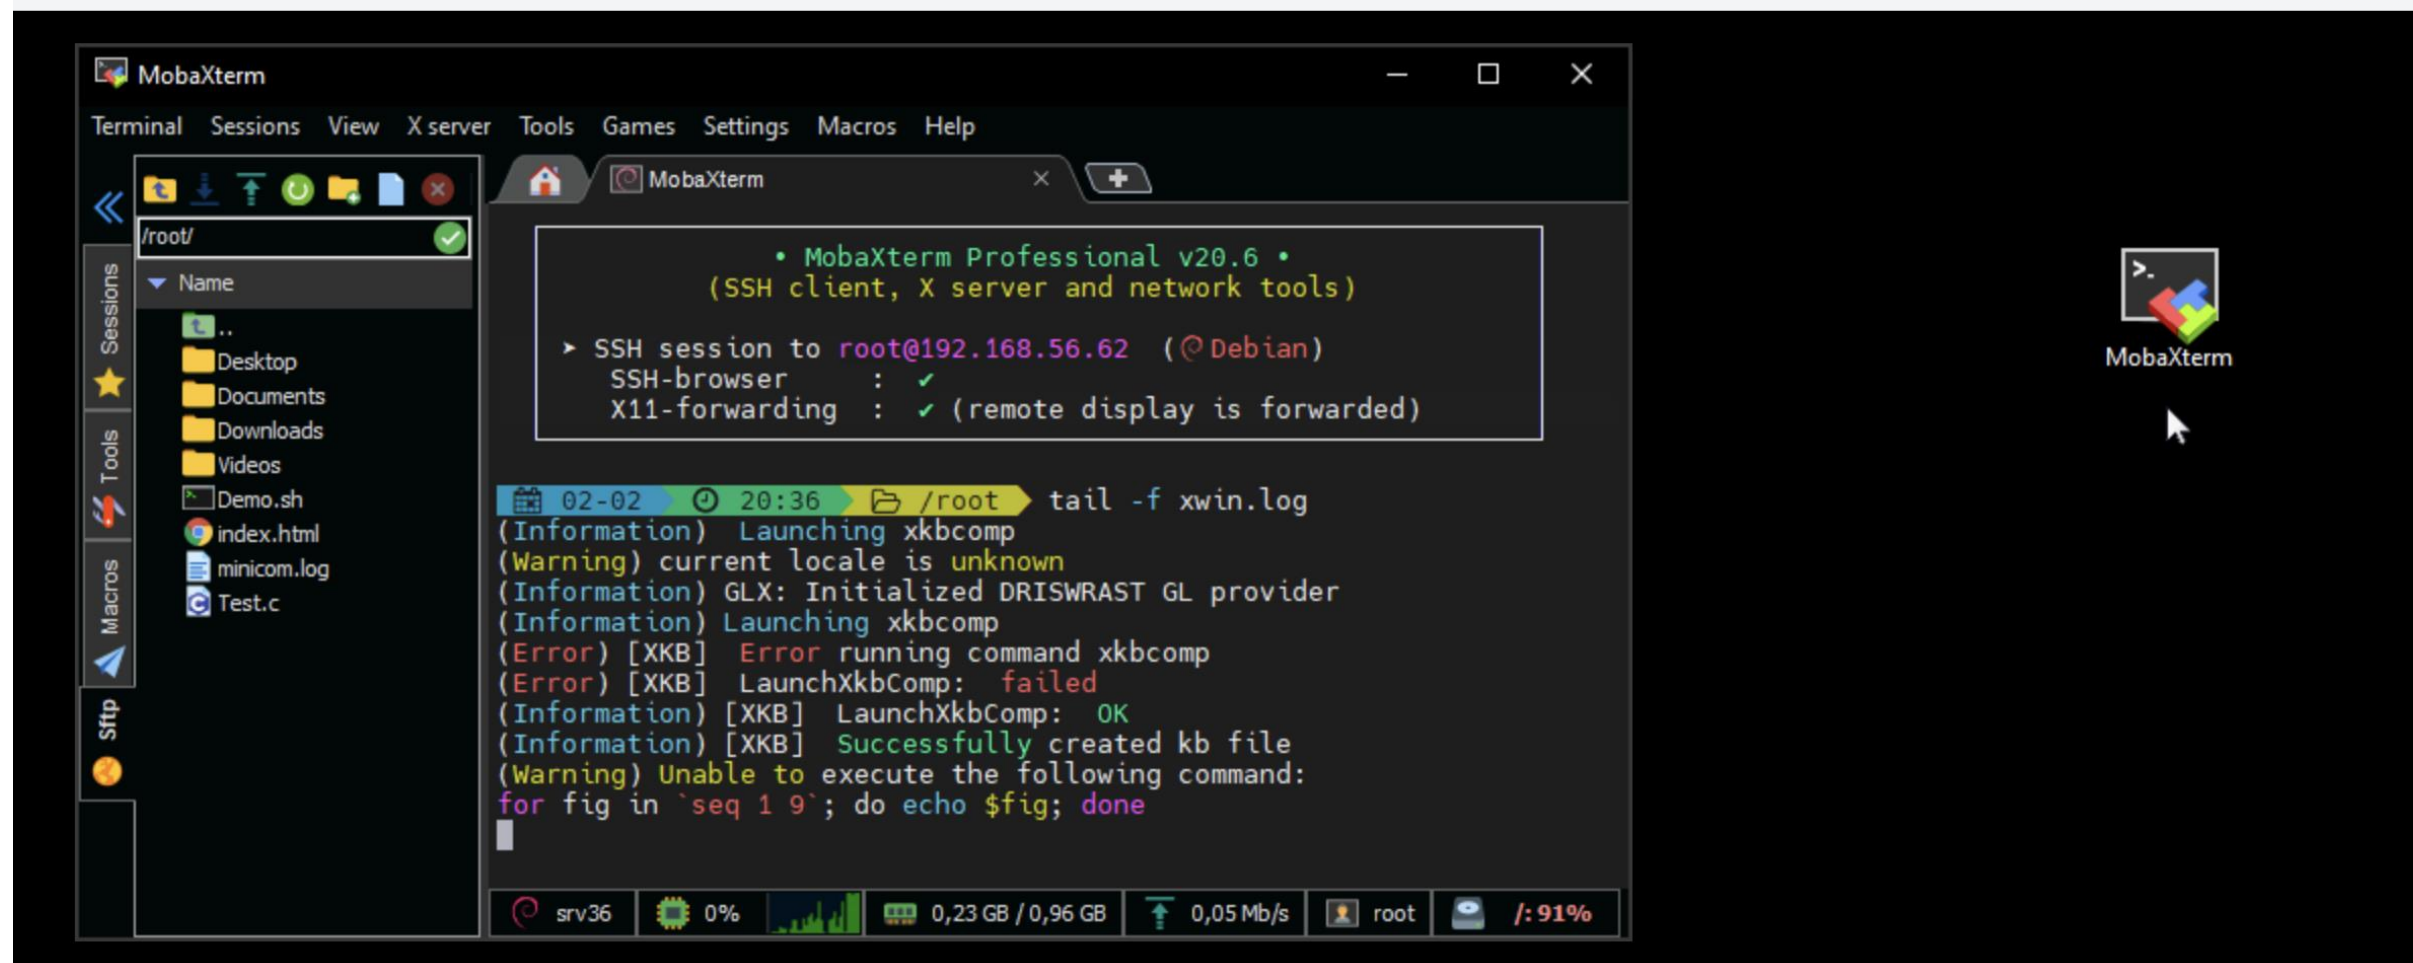 MobaXterm
Terminal Sessions View X server Tools Games Settings Macros Help
MobaXterm
/root/
Name
..
Desktop
Documents
Downloads
Videos
Demo.sh
index.html
minicom.log
Test.c
Sessions
Tools
Macros
Sftp
• MobaXterm Professional v20.6 •
(SSH client, X server and network tools)
➤ SSH session to root@192.168.56.62 (Debian)
SSH-browser : ✔
X11-forwarding : ✔ (remote display is forwarded)
02-02 20:36 /root tail -f xwin.log
(Information) Launching xkbcomp
(Warning) current locale is unknown
(Information) GLX: Initialized DRISWRAST GL provider
(Information) Launching xkbcomp
(Error) [XKB] Error running command xkbcomp
(Error) [XKB] LaunchXkbComp: failed
(Information) [XKB] LaunchXkbComp: OK
(Information) [XKB] Successfully created kb file
(Warning) Unable to execute the following command:
for fig in `seq 1 9`; do echo $fig; done
srv36 0% 0,23 GB / 0,96 GB 0,05 Mb/s root /: 91%
MobaXterm